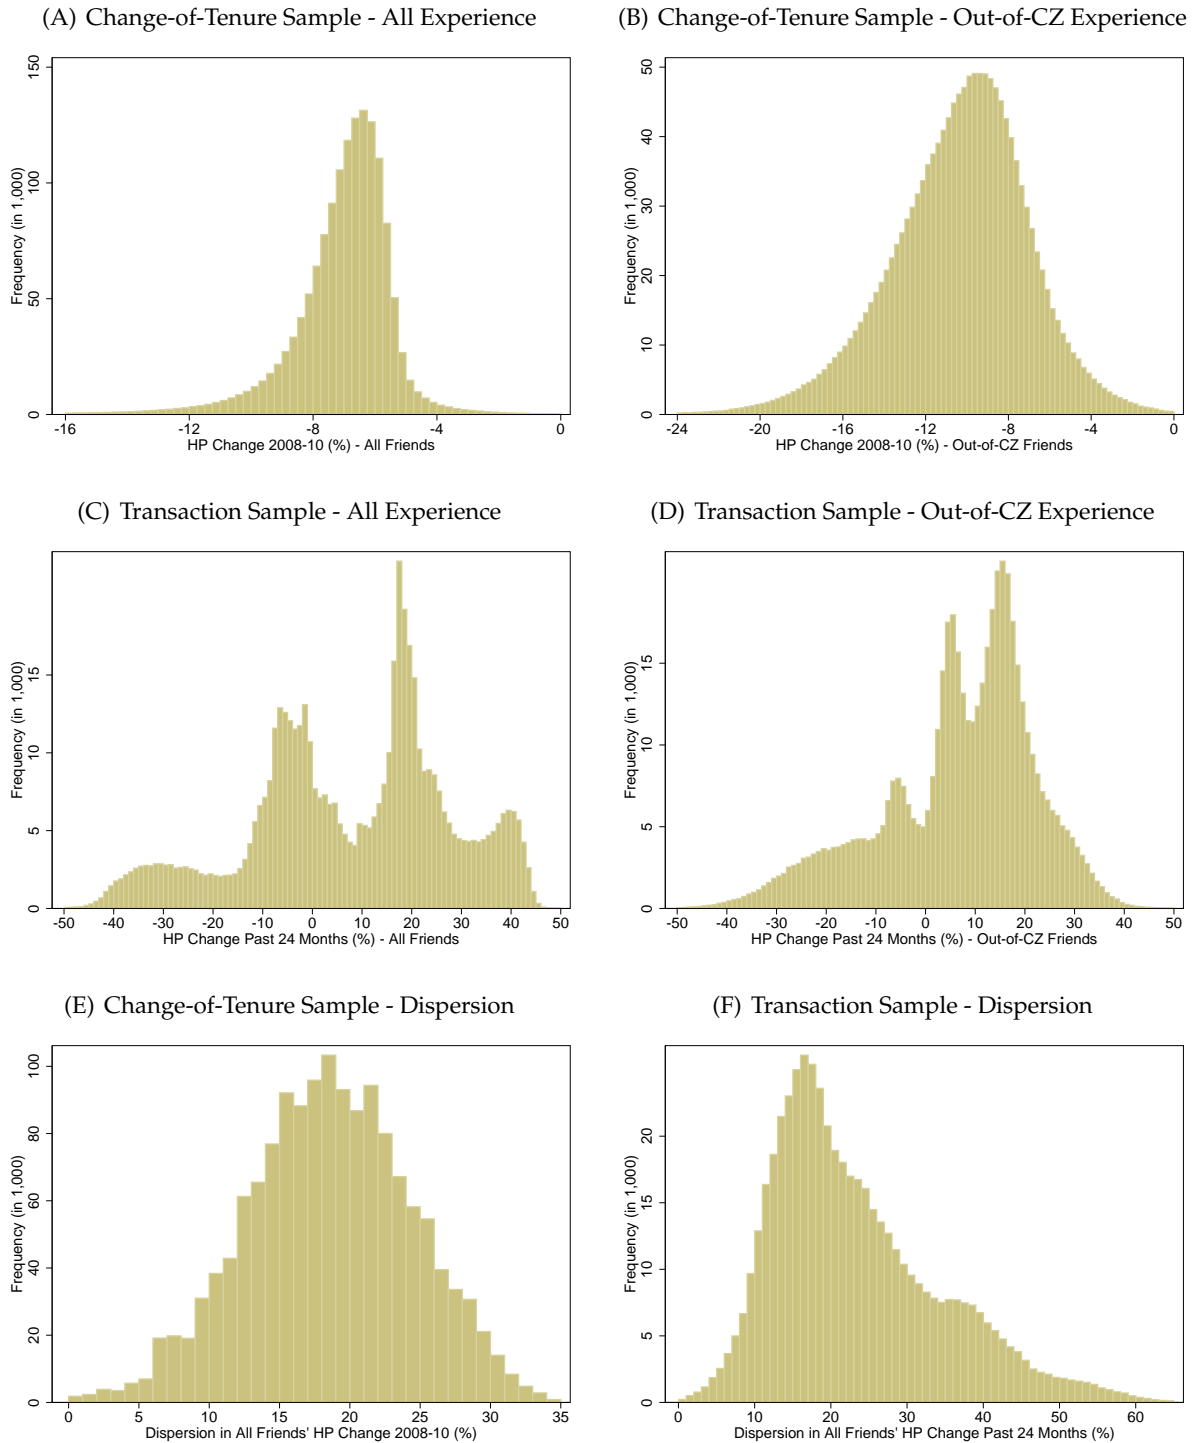 (A) Change-of-Tenure Sample - All Experience
Frequency (in 1,000)
150
100
50
0
-16 -12 -8 -4 0
HP Change 2008-10 (%) - All Friends
(B) Change-of-Tenure Sample - Out-of-CZ Experience
Frequency (in 1,000)
50
40
30
20
10
0
-24 -20 -16 -12 -8 -4 0
HP Change 2008-10 (%) - Out-of-CZ Friends
(C) Transaction Sample - All Experience
Frequency (in 1,000)
15
10
5
0
-50 -40 -30 -20 -10 0 10 20 30 40 50
HP Change Past 24 Months (%) - All Friends
(D) Transaction Sample - Out-of-CZ Experience
Frequency (in 1,000)
15
10
5
0
-50 -40 -30 -20 -10 0 10 20 30 40 50
HP Change Past 24 Months (%) - Out-of-CZ Friends
(E) Change-of-Tenure Sample - Dispersion
Frequency (in 1,000)
100
80
60
40
20
0
0 5 10 15 20 25 30 35
Dispersion in All Friends' HP Change 2008-10 (%)
(F) Transaction Sample - Dispersion
Frequency (in 1,000)
20
15
10
5
0
0 10 20 30 40 50 60
Dispersion in All Friends' HP Change Past 24 Months (%)